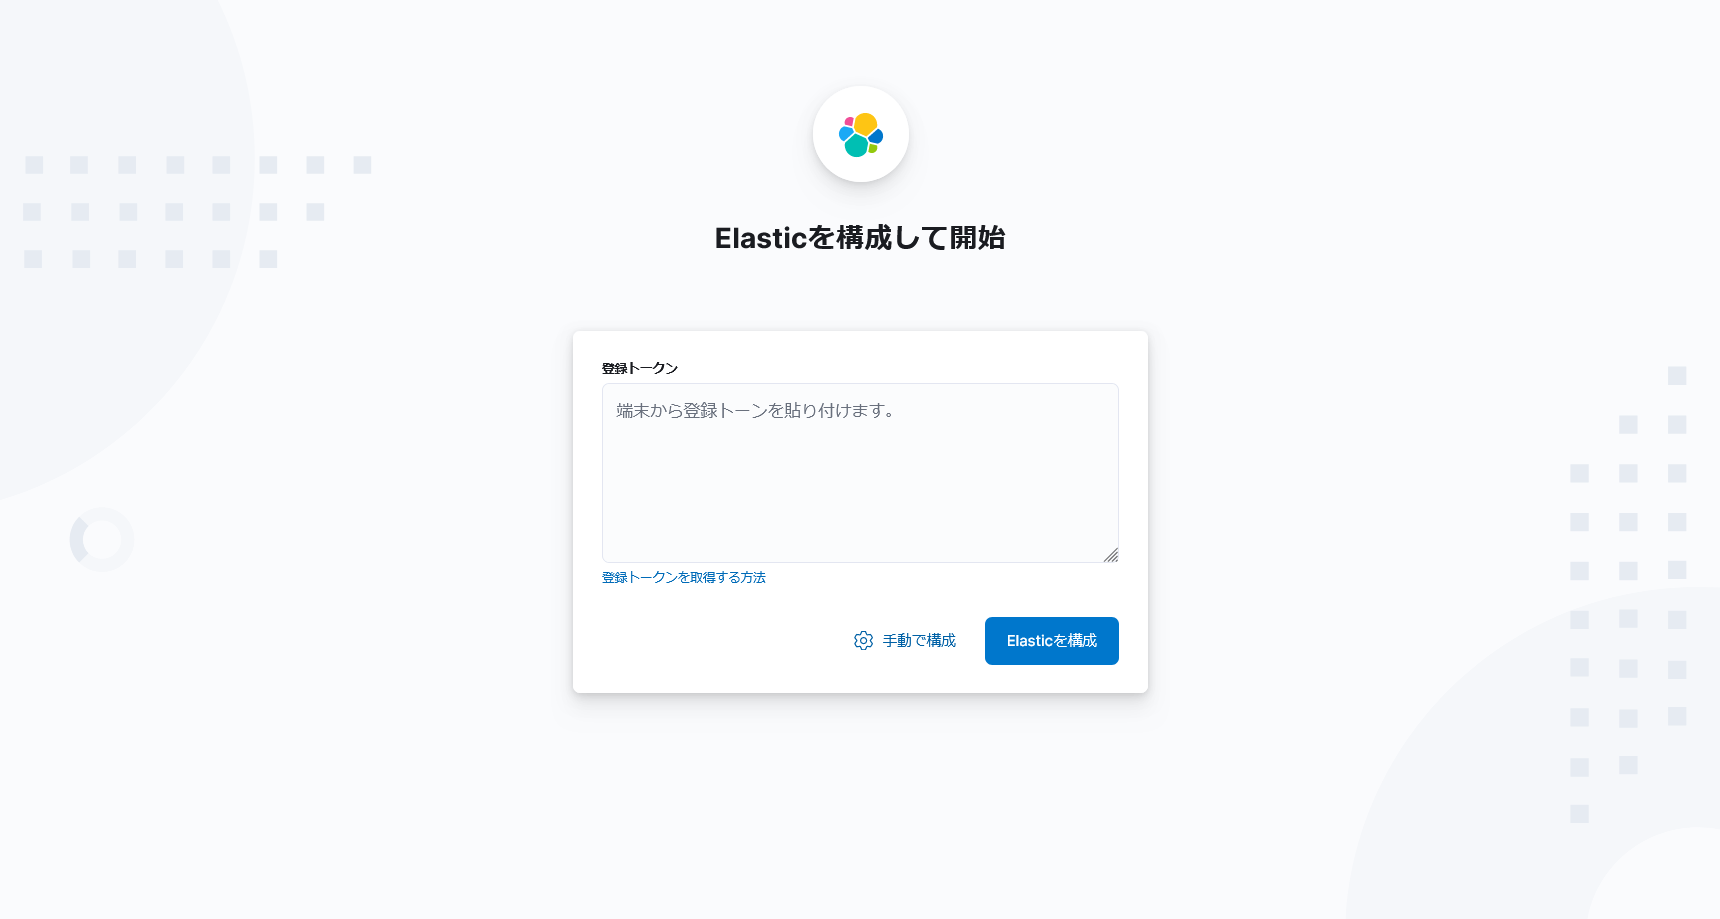 Elasticを構成して開始
登録トークン
端末から登録トーンを貼り付けます。
登録トークンを取得する方法
手動で構成
Elasticを構成